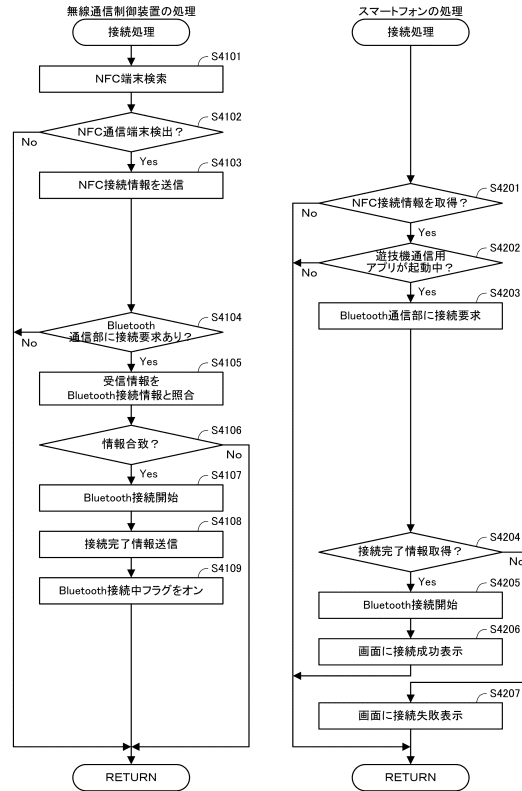 無線通信制御装置の処理
接続処理
S4101
NFC端末検索
S4102
NFC通信端末検出？
No
Yes
S4103
NFC接続情報を送信
S4104
Bluetooth
通信部に接続要求あり？
No
Yes
S4105
受信情報を
Bluetooth接続情報と照合
S4106
情報合致？
No
Yes
S4107
Bluetooth接続開始
S4108
接続完了情報送信
S4109
Bluetooth接続中フラグをオン
RETURN
スマートフォンの処理
接続処理
S4201
NFC接続情報を取得？
No
Yes
S4202
遊技機通信用
アプリが起動中？
No
Yes
S4203
Bluetooth通信部に接続要求
S4204
接続完了情報取得？
No
Yes
S4205
Bluetooth接続開始
S4206
画面に接続成功表示
S4207
画面に接続失敗表示
RETURN